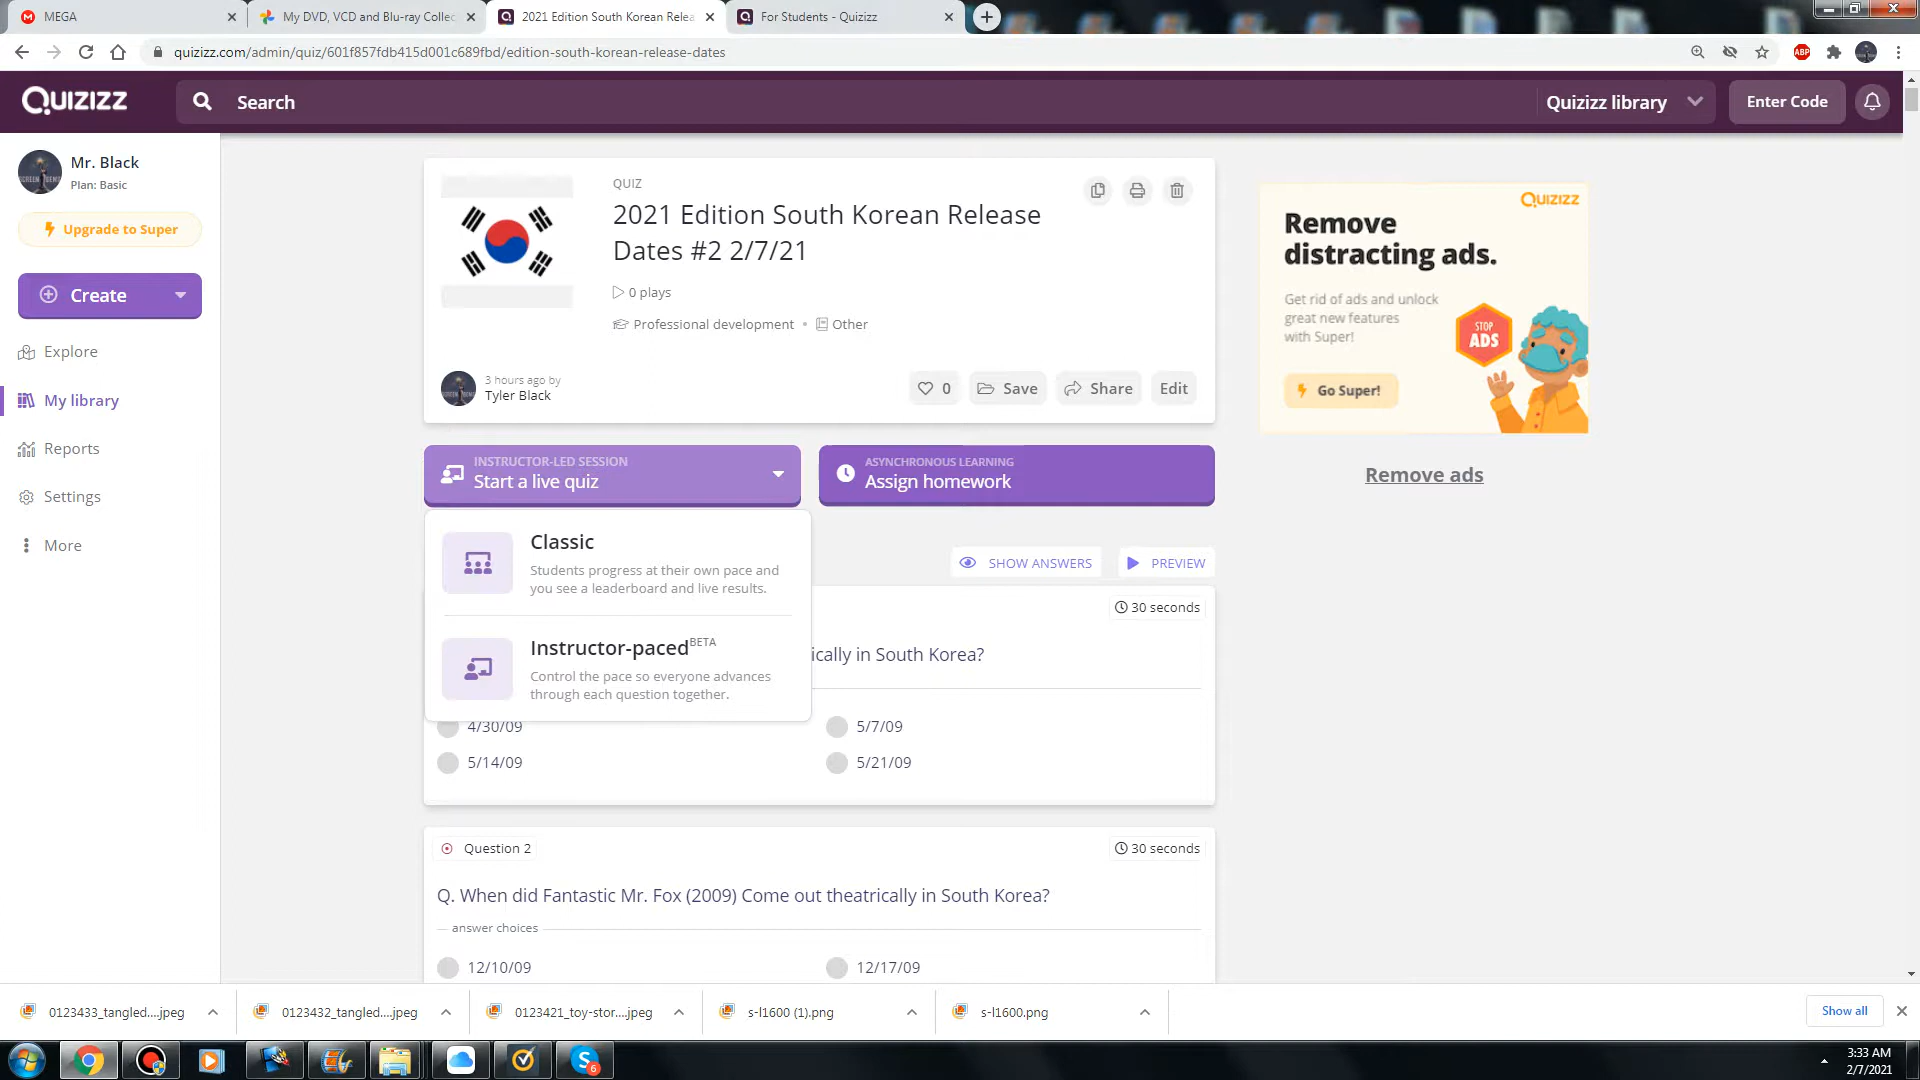 MEGA
My DVD, VCD and Blu-ray Collec
2021 Edition South Korean Relea
For Students - Quizizz
quizizz.com/admin/quiz/601f857fdb415d001c689fbd/edition-south-korean-release-dates
ABP
Quizizz
Search
Quizizz library
Enter Code
Mr. Black
Plan: Basic
Upgrade to Super
Create
Explore
My library
Reports
Settings
More
QUIZ
2021 Edition South Korean Release
Dates #2 2/7/21
0 plays
Professional development • Other
3 hours ago by
Tyler Black
0
Save
Share
Edit
Quizizz
Remove
distracting ads.
Get rid of ads and unlock
great new features
with Super!
STOP
ADS
Go Super!
Remove ads
INSTRUCTOR-LED SESSION
Start a live quiz
ASYNCHRONOUS LEARNING
Assign homework
Classic
Students progress at their own pace and
you see a leaderboard and live results.
Instructor-paced BETA
Control the pace so everyone advances
through each question together.
SHOW ANSWERS
PREVIEW
30 seconds
ically in South Korea?
4/30/09
5/7/09
5/14/09
5/21/09
Question 2
30 seconds
Q. When did Fantastic Mr. Fox (2009) Come out theatrically in South Korea?
answer choices
12/10/09
12/17/09
0123433_tangled....jpeg
0123432_tangled....jpeg
0123421_toy-stor....jpeg
s-l1600 (1).png
s-l1600.png
Show all
6
3:33 AM
2/7/2021